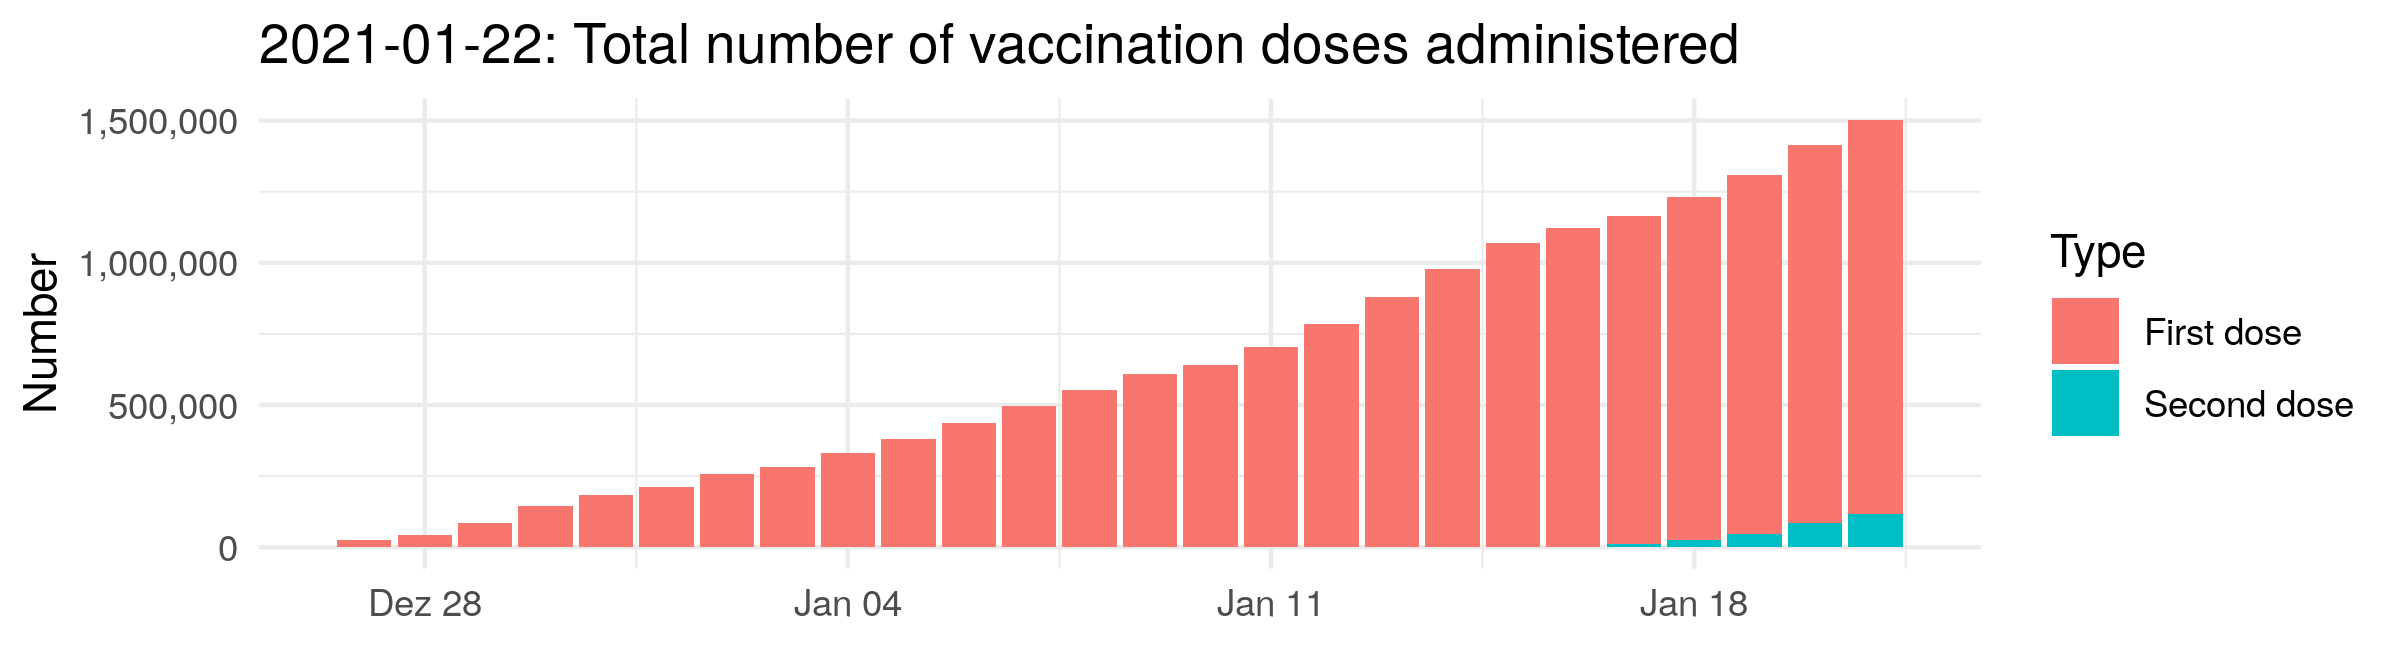 2021-01-22: Total number of vaccination doses administered
Number
1,500,000
1,000,000
500,000
0
Dez 28
Jan 04
Jan 11
Jan 18
Type
First dose
Second dose